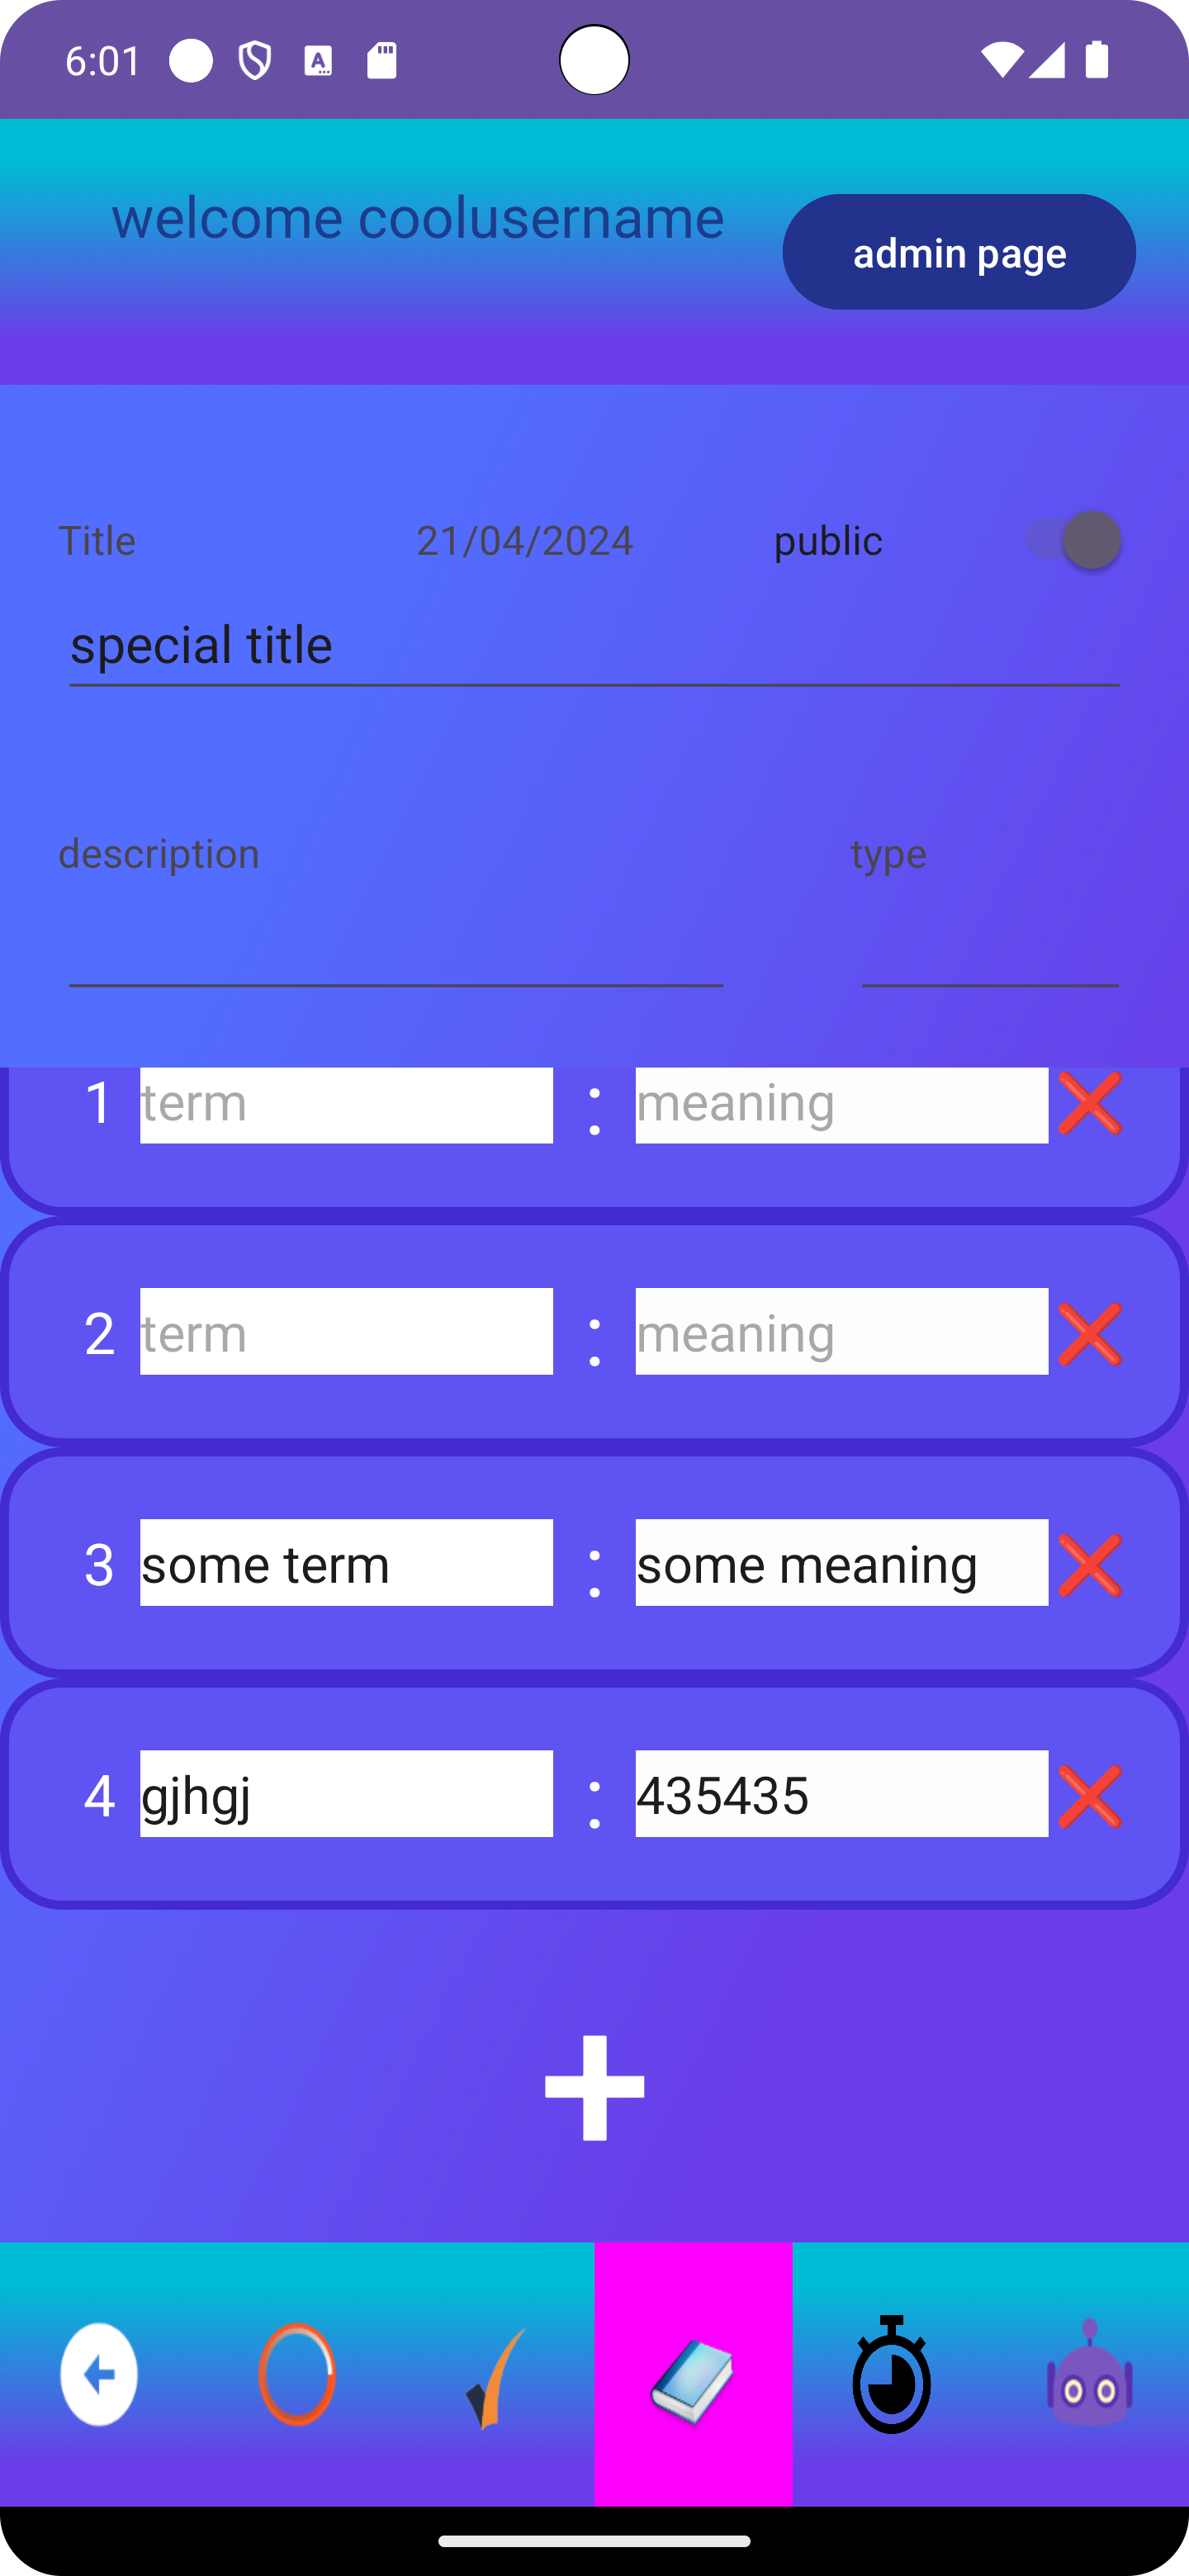 6:01
welcome coolusername
admin page
Title 21/04/2024 public
special title
description type
1 term : meaning
2 term : meaning
3 some term : some meaning
4 gjhgj : 435435